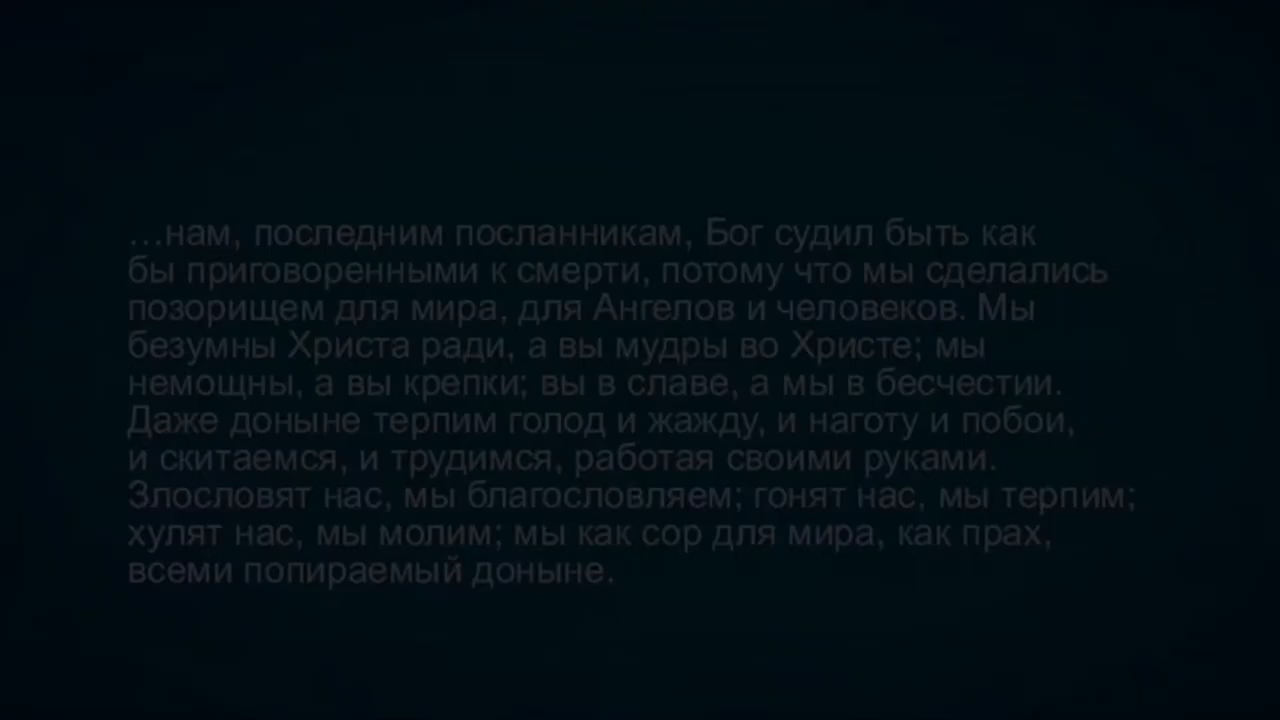 …нам, последним посланникам, Бог судил быть как
бы приговоренными к смерти, потому что мы сделались
позорищем для мира, для Ангелов и человеков. Мы
безумны Христа ради, а вы мудры во Христе; мы
немощны, а вы крепки; вы в славе, а мы в бесчестии.
Даже доныне терпим голод и жажду, и наготу и побои,
и скитаемся, и трудимся, работая своими руками.
Злословят нас, мы благословляем; гонят нас, мы терпим;
хулят нас, мы молим; мы как сор для мира, как прах,
всеми попираемый доныне.